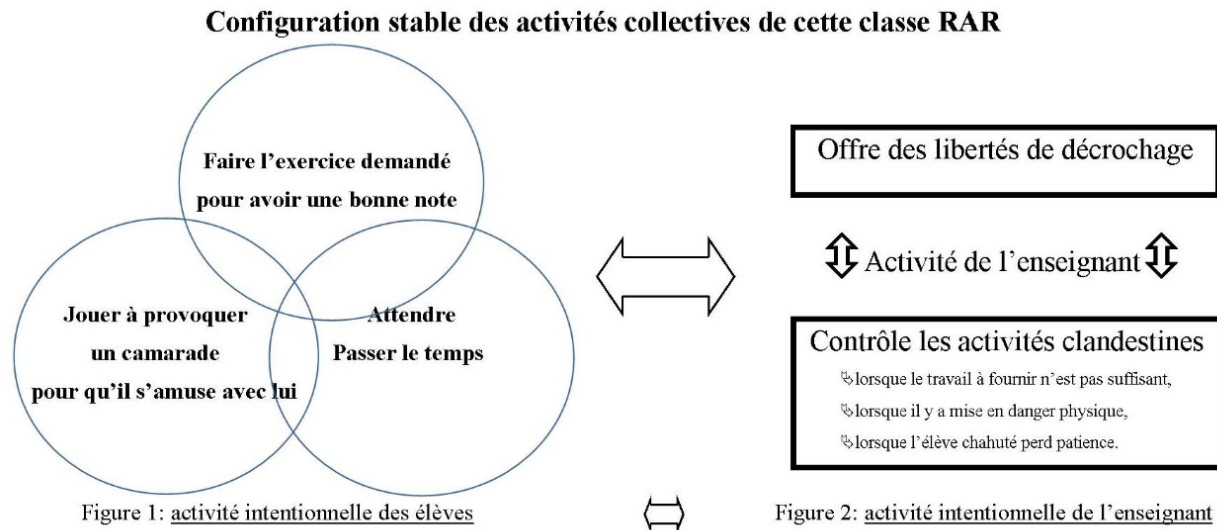 Configuration stable des activités collectives de cette classe RAR
Faire l'exercice demandé
pour avoir une bonne note
Jouer à provoquer
un camarade
pour qu'il s'amuse avec lui
Attendre
Passer le temps
Figure 1: activité intentionnelle des élèves
Offre des libertés de décrochage
Activité de l'enseignant
Contrôle les activités clandestines
lorsque le travail à fournir n'est pas suffisant,
lorsque il y a mise en danger physique,
lorsque l'élève chahuté perd patience.
Figure 2: activité intentionnelle de l'enseignant